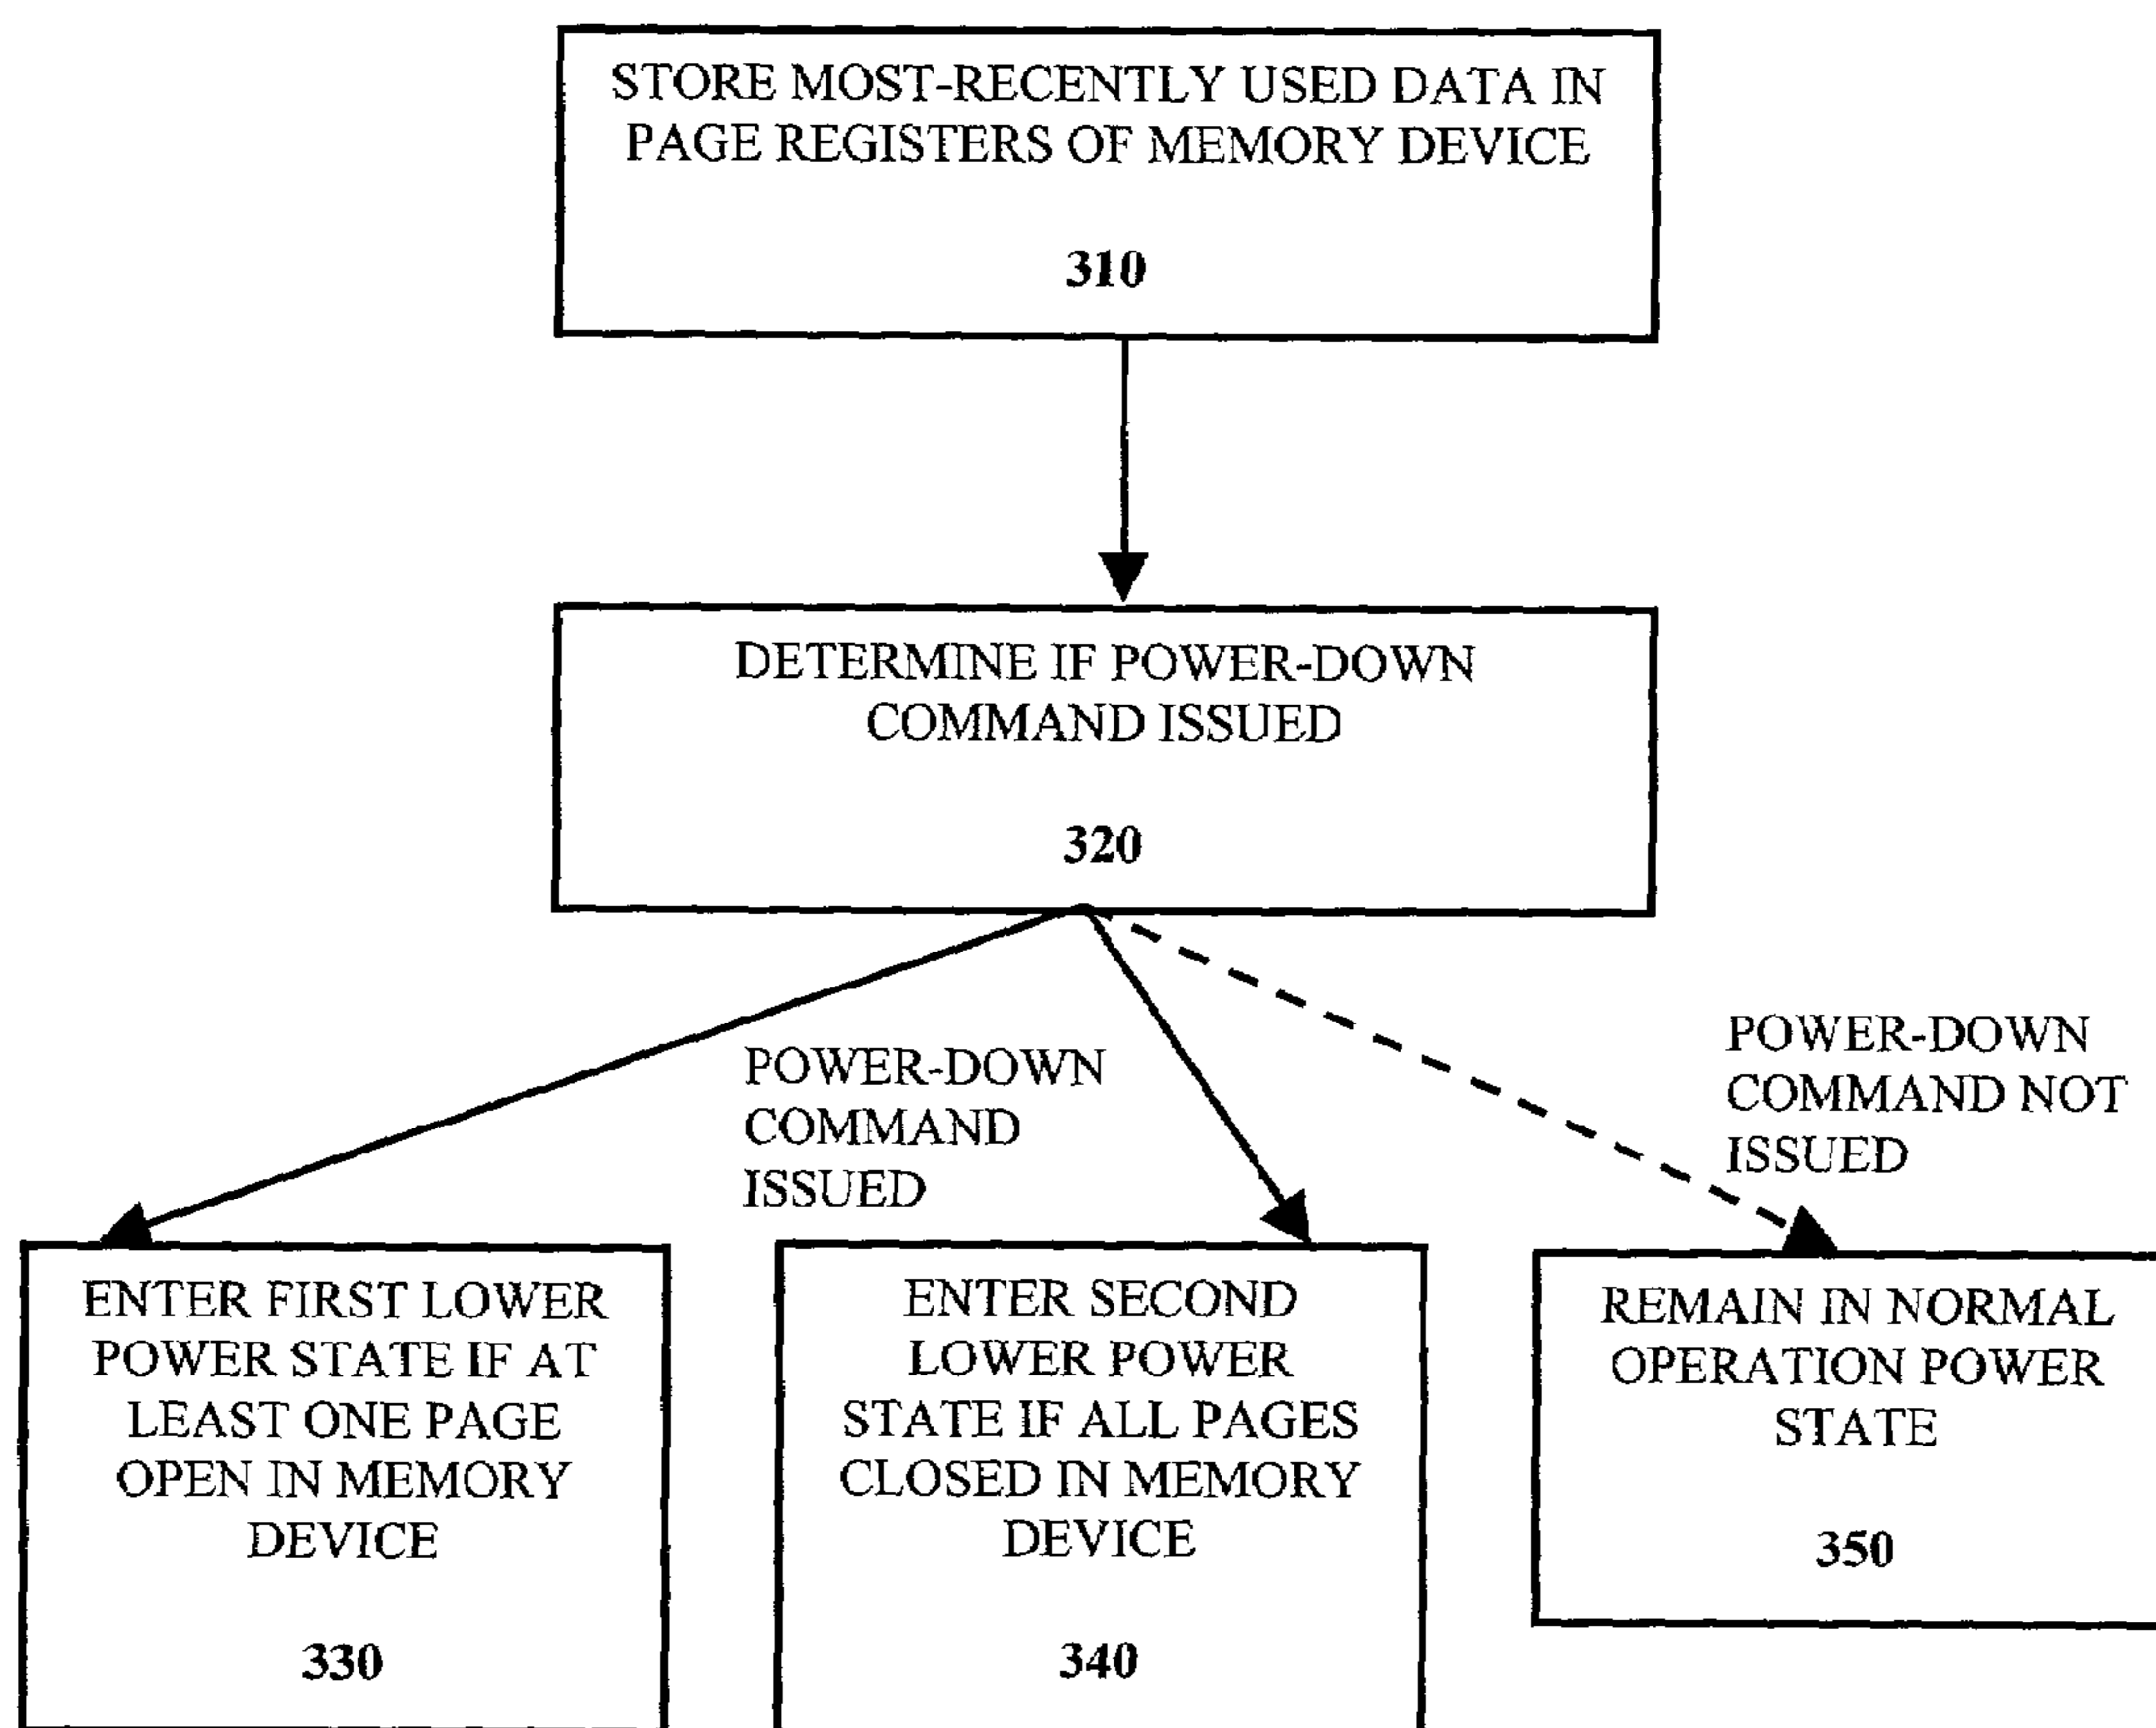 STORE MOST-RECENTLY USED DATA IN
PAGE REGISTERS OF MEMORY DEVICE
310
DETERMINE IF POWER-DOWN
COMMAND ISSUED
320
POWER-DOWN
COMMAND
ISSUED
POWER-DOWN
COMMAND NOT
ISSUED
ENTER FIRST LOWER
POWER STATE IF AT
LEAST ONE PAGE
OPEN IN MEMORY
DEVICE
330
ENTER SECOND
LOWER POWER
STATE IF ALL PAGES
CLOSED IN MEMORY
DEVICE
340
REMAIN IN NORMAL
OPERATION POWER
STATE
350